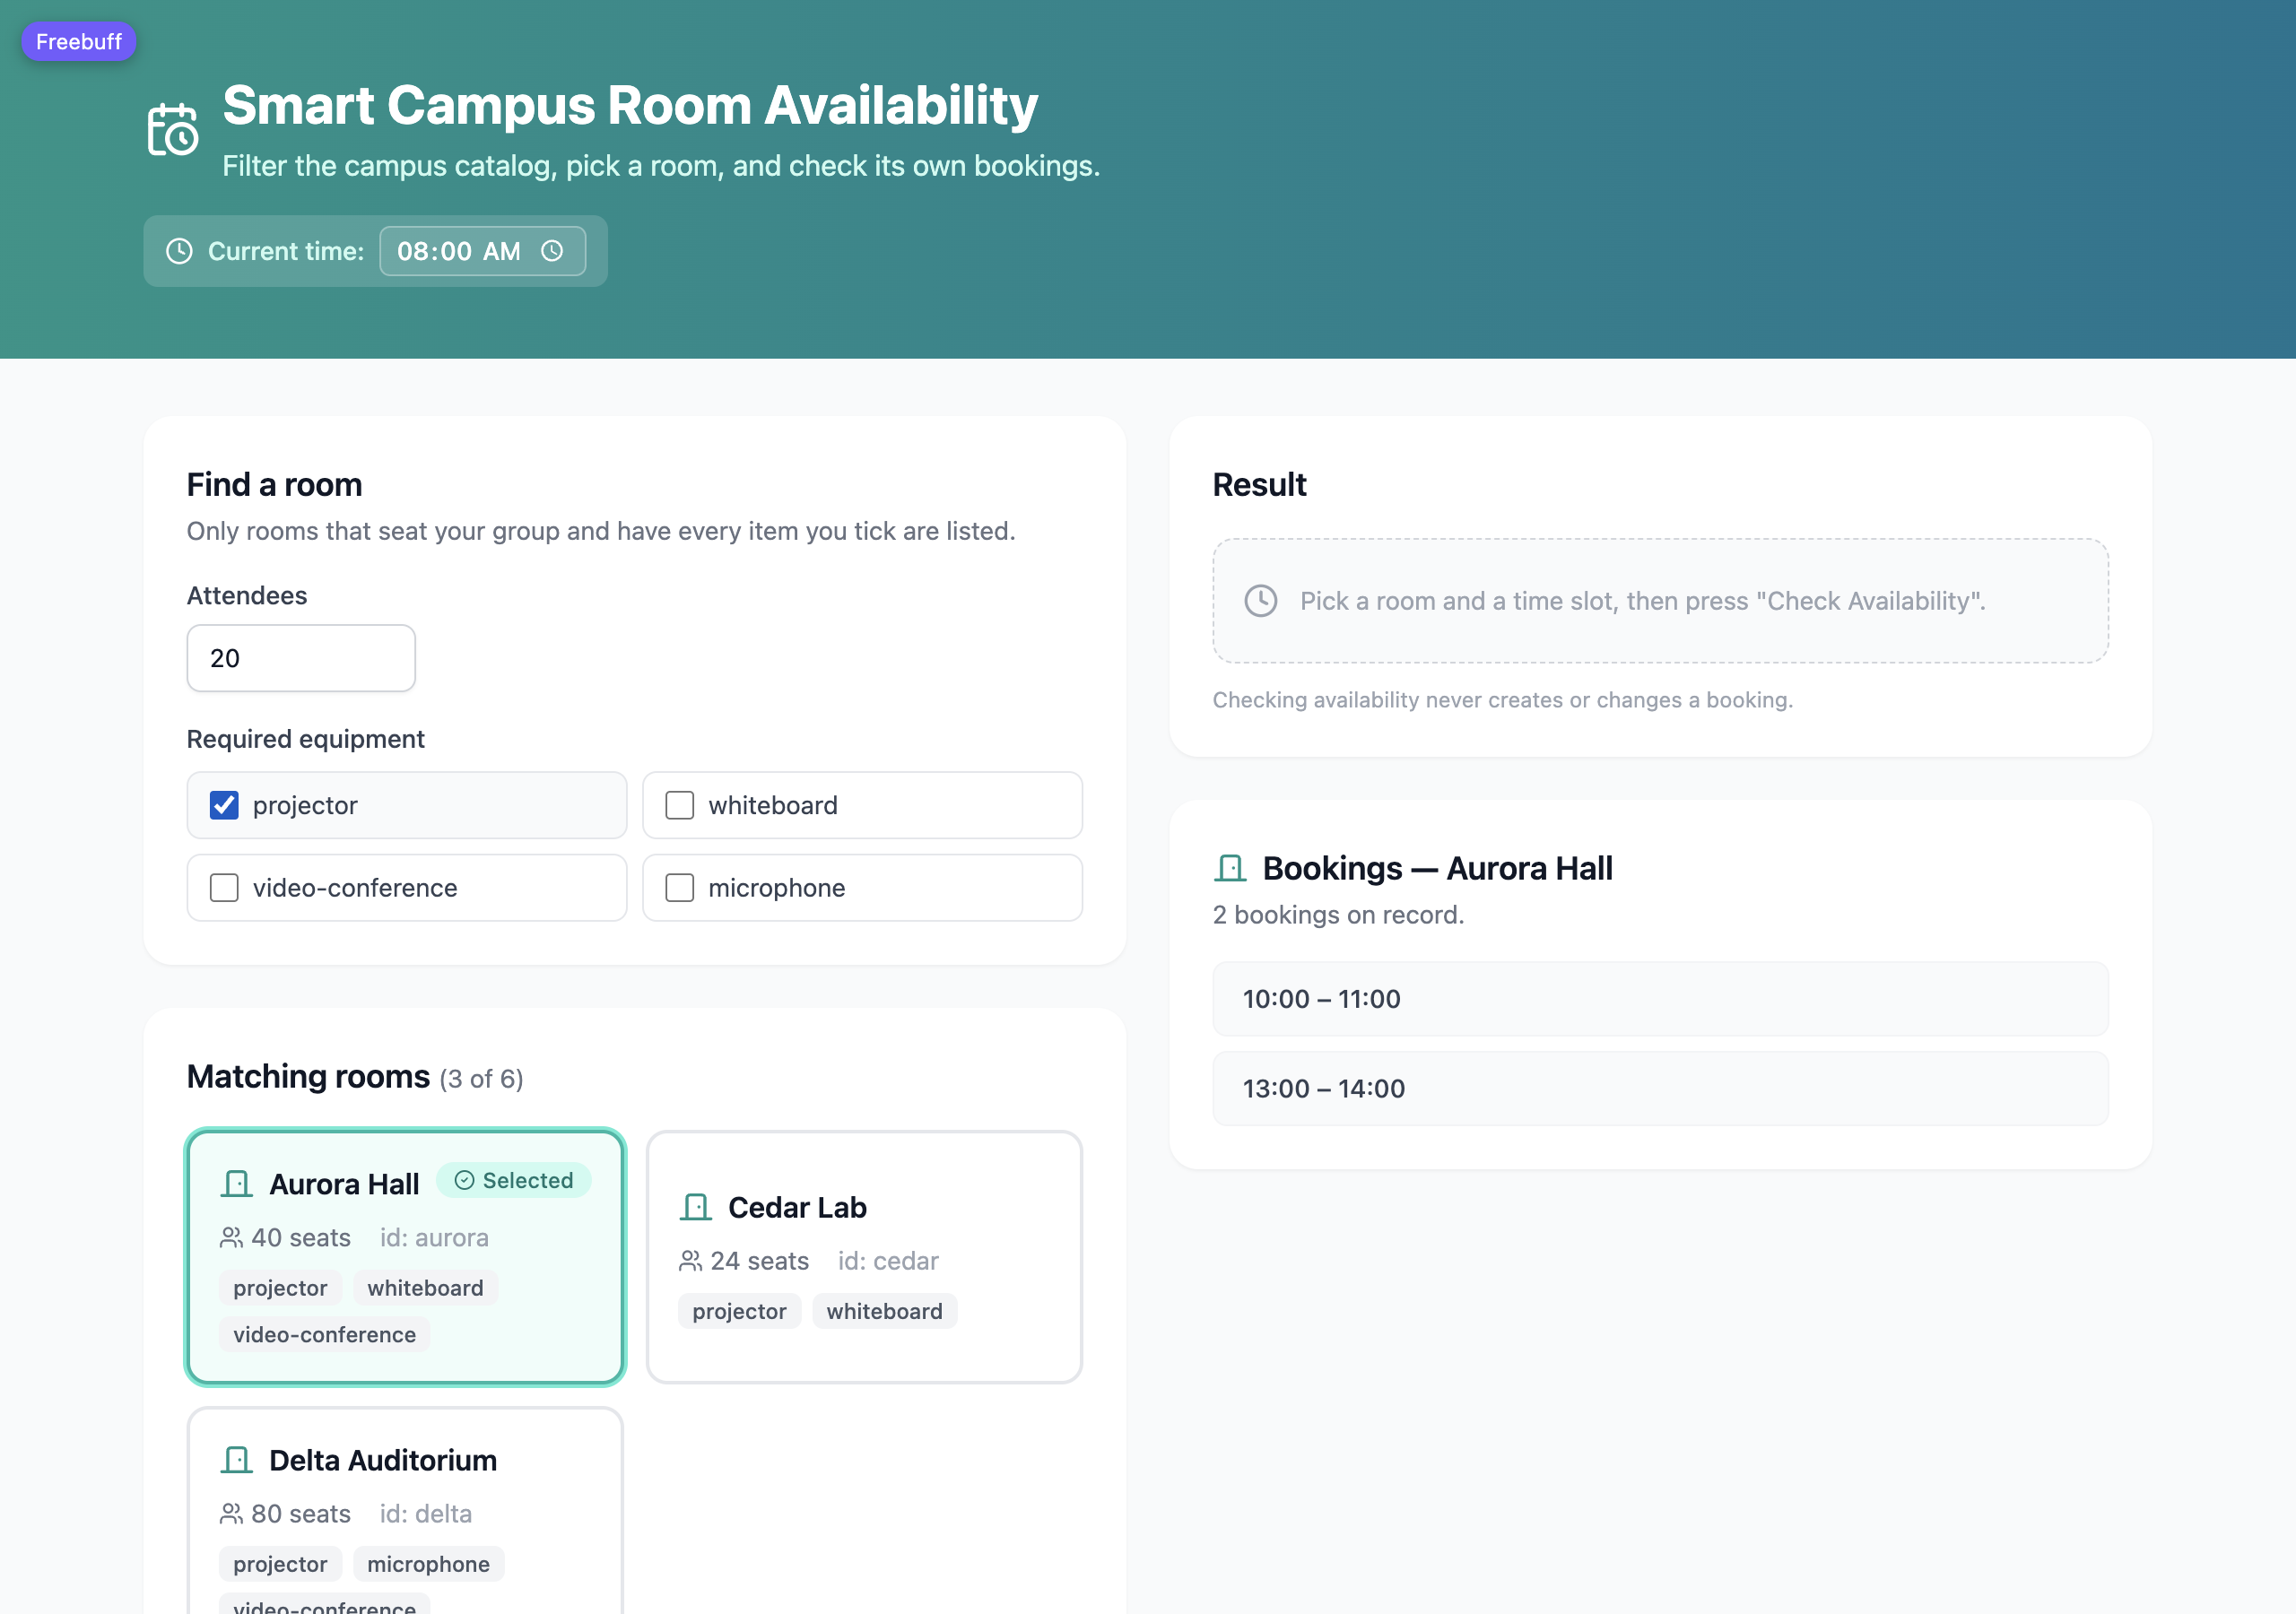 Freebuff
Smart Campus Room Availability
Filter the campus catalog, pick a room, and check its own bookings.
Current time: 08:00 AM
Find a room
Only rooms that seat your group and have every item you tick are listed.
Attendees
20
Required equipment
projector
whiteboard
video-conference
microphone
Matching rooms (3 of 6)
Aurora Hall Selected
40 seats id: aurora
projector whiteboard
video-conference
Cedar Lab
24 seats id: cedar
projector whiteboard
Delta Auditorium
80 seats id: delta
projector microphone
video-conference
Result
Pick a room and a time slot, then press "Check Availability".
Checking availability never creates or changes a booking.
Bookings — Aurora Hall
2 bookings on record.
10:00 – 11:00
13:00 – 14:00